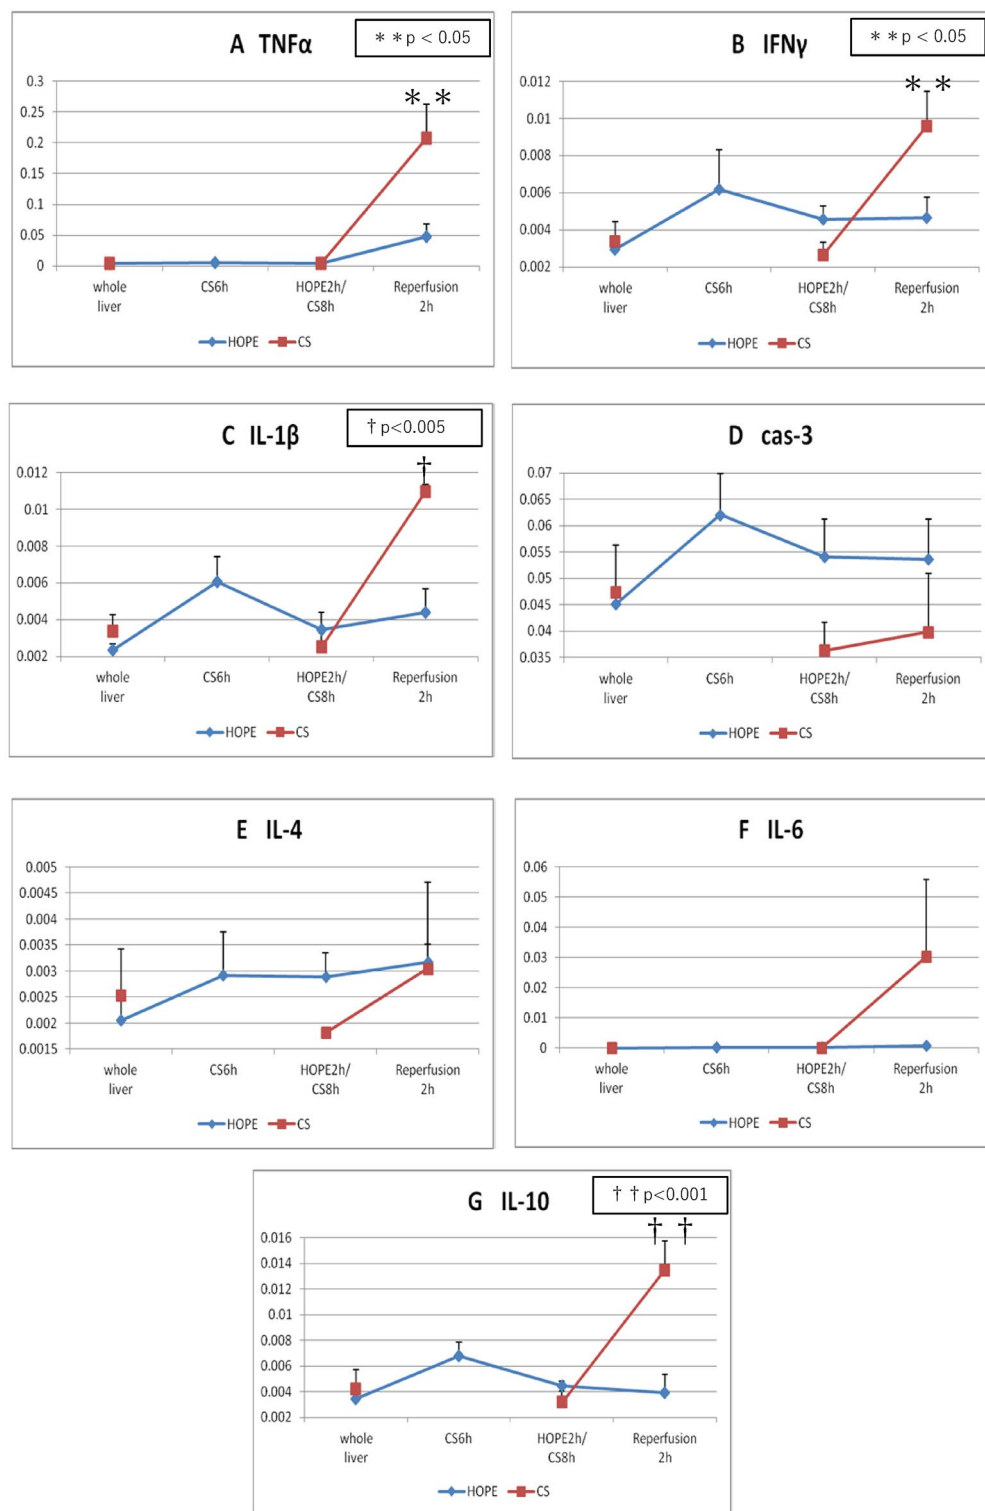 A TNFα
＊＊p < 0.05
＊ ＊
0.3
0.25
0.2
0.15
0.1
0.05
0
whole liver
CS6h
HOPE2h/ CS8h
Reperfusion 2h
HOPE CS
B IFNγ
＊＊p < 0.05
＊ ＊
0.012
0.01
0.008
0.006
0.004
0.002
whole liver
CS6h
HOPE2h/ CS8h
Reperfusion 2h
HOPE CS
C IL-1β
† p<0.005
†
0.012
0.01
0.008
0.006
0.004
0.002
whole liver
CS6h
HOPE2h/ CS8h
Reperfusion 2h
HOPE CS
D cas-3
0.07
0.065
0.06
0.055
0.05
0.045
0.04
0.035
whole liver
CS6h
HOPE2h/ CS8h
Reperfusion 2h
HOPE CS
E IL-4
0.005
0.0045
0.004
0.0035
0.003
0.0025
0.002
0.0015
whole liver
CS6h
HOPE2h/ CS8h
Reperfusion 2h
HOPE CS
F IL-6
0.06
0.05
0.04
0.03
0.02
0.01
0
whole liver
CS6h
HOPE2h/ CS8h
Reperfusion 2h
HOPE CS
G IL-10
† † p<0.001
† †
0.016
0.014
0.012
0.01
0.008
0.006
0.004
0.002
whole liver
CS6h
HOPE2h/ CS8h
Reperfusion 2h
HOPE CS